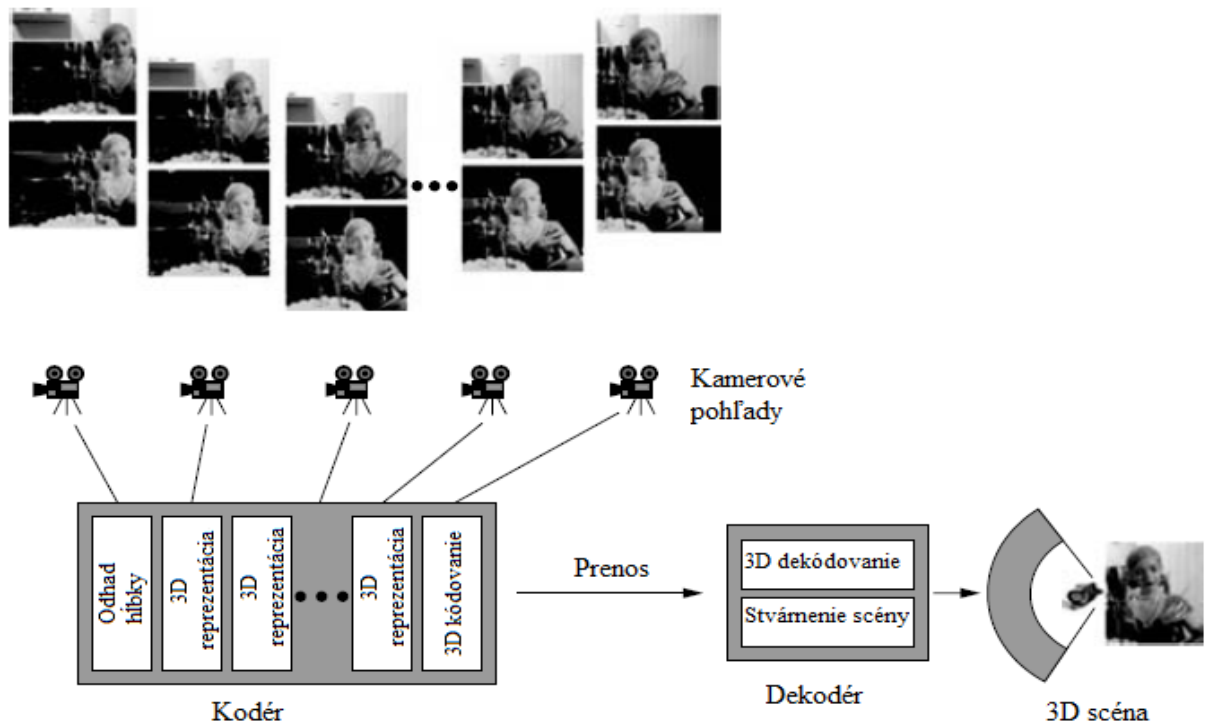 Kamerové
pohľady
Odhad
hĺbky
3D
reprezentácia
3D
reprezentácia
3D
reprezentácia
3D kódovanie
Kodér
Prenos
3D dekódovanie
Stvárnenie scény
Dekodér
3D scéna